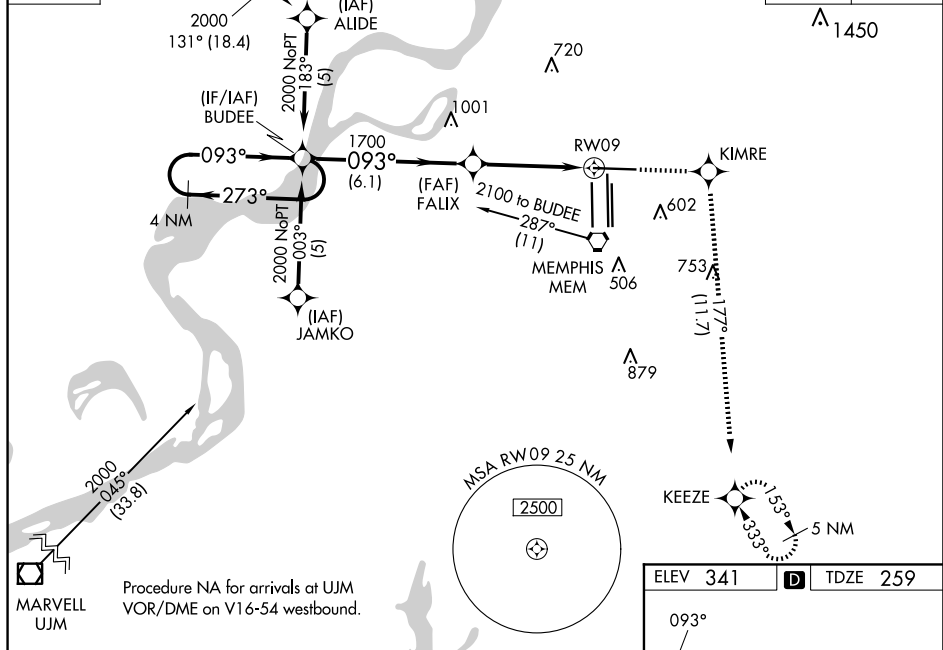 (IAF)
ALIDE
2000
131° (18.4)
1450
2000 NoPT
183°
(5)
720
(IF/IAF)
BUDEE
1001
093°
1700
093°
(6.1)
RW09
KIMRE
(FAF)
FALIX
273°
4 NM
2100 to BUDEE
287°
(11)
602
2000 NoPT
003°
(5)
MEMPHIS
MEM
506
753
177°
(11.7)
(IAF)
JAMKO
879
2000
045°
(33.8)
MSA RW09 25 NM
2500
KEEZE
153°
333°
5 NM
MARVELL
UJM
Procedure NA for arrivals at UJM
VOR/DME on V16-54 westbound.
ELEV 341 D TDZE 259
093°